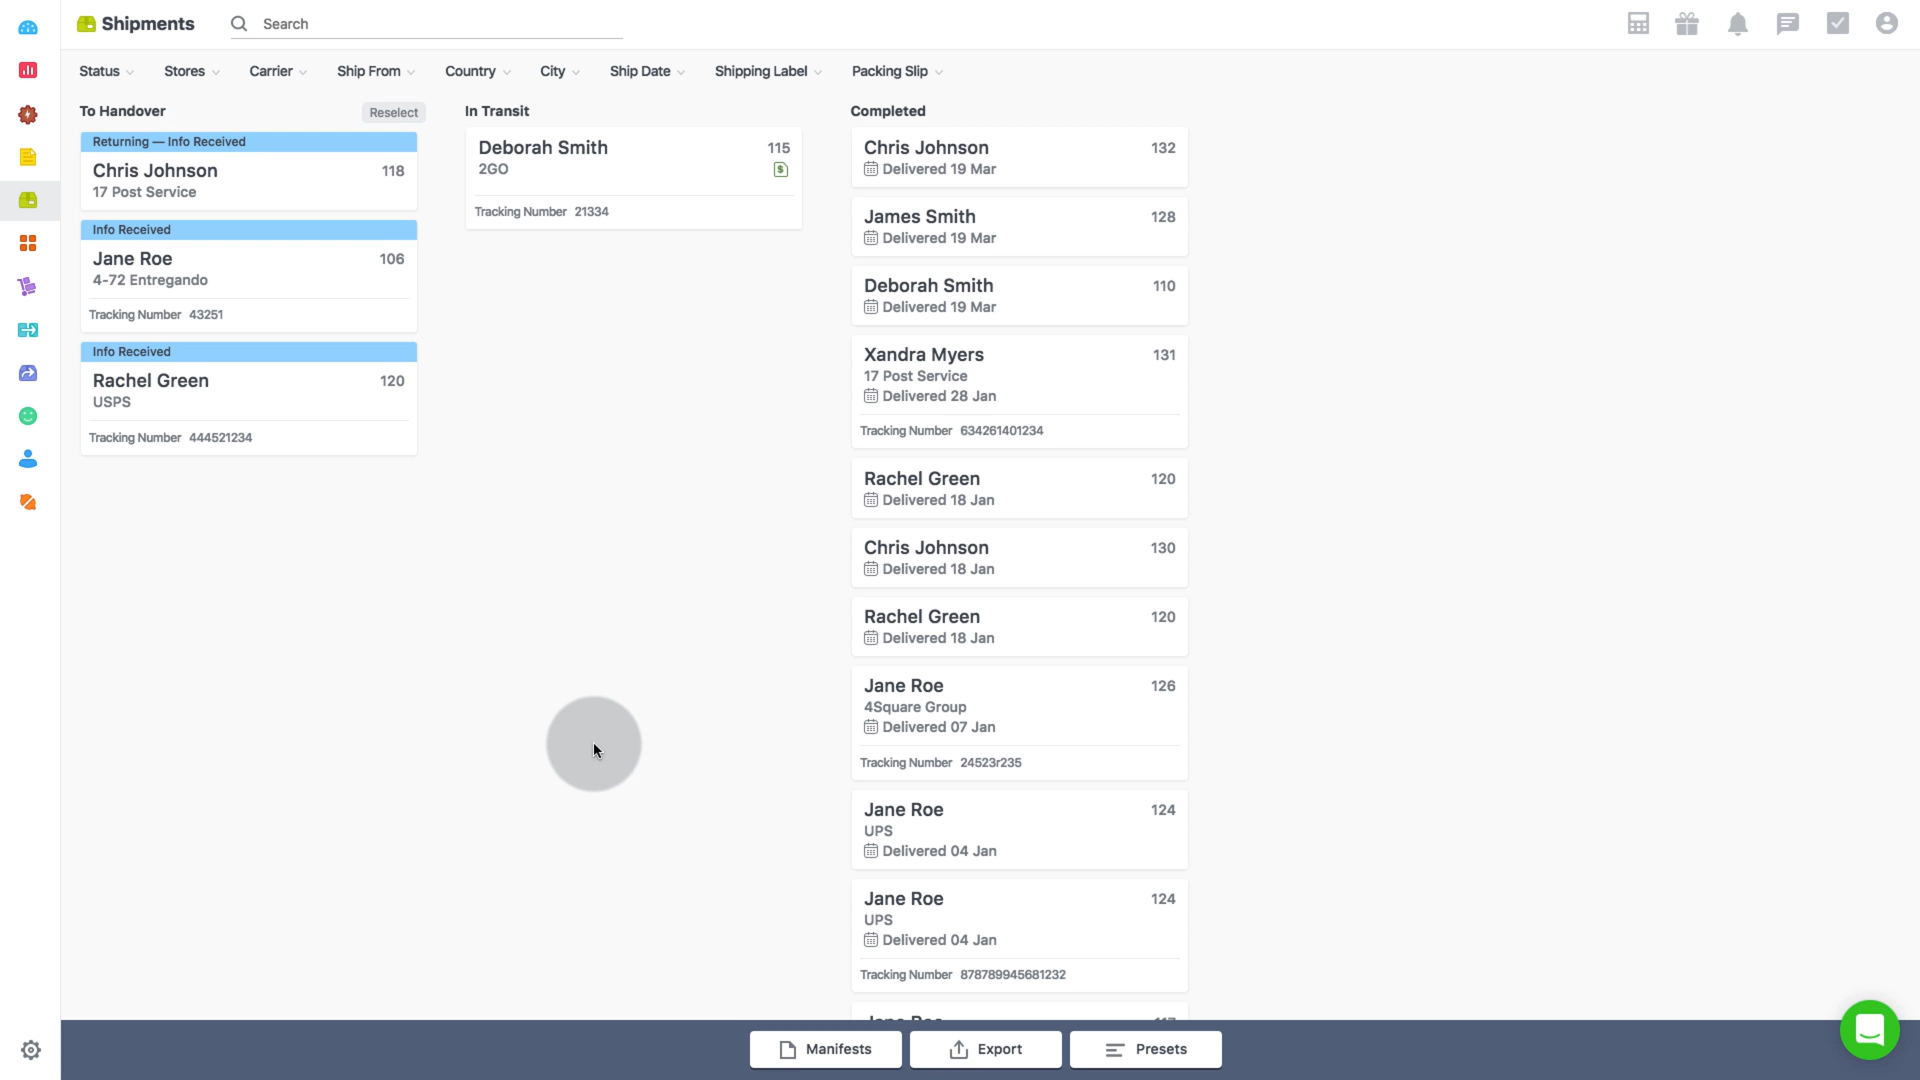 Shipments
Search
Status
Stores
Carrier
Ship From
Country
City
Ship Date
Shipping Label
Packing Slip
To Handover
Reselect
Returning — Info Received
Chris Johnson 118
17 Post Service
Info Received
Jane Roe 106
4-72 Entregando
Tracking Number 43251
Info Received
Rachel Green 120
USPS
Tracking Number 444521234
In Transit
Deborah Smith 115
2GO
Tracking Number 21334
Completed
Chris Johnson 132
Delivered 19 Mar
James Smith 128
Delivered 19 Mar
Deborah Smith 110
Delivered 19 Mar
Xandra Myers 131
17 Post Service
Delivered 28 Jan
Tracking Number 634261401234
Rachel Green 120
Delivered 18 Jan
Chris Johnson 130
Delivered 18 Jan
Rachel Green 120
Delivered 18 Jan
Jane Roe 126
4Square Group
Delivered 07 Jan
Tracking Number 24523r235
Jane Roe 124
UPS
Delivered 04 Jan
Jane Roe 124
UPS
Delivered 04 Jan
Tracking Number 878789945681232
Manifests
Export
Presets